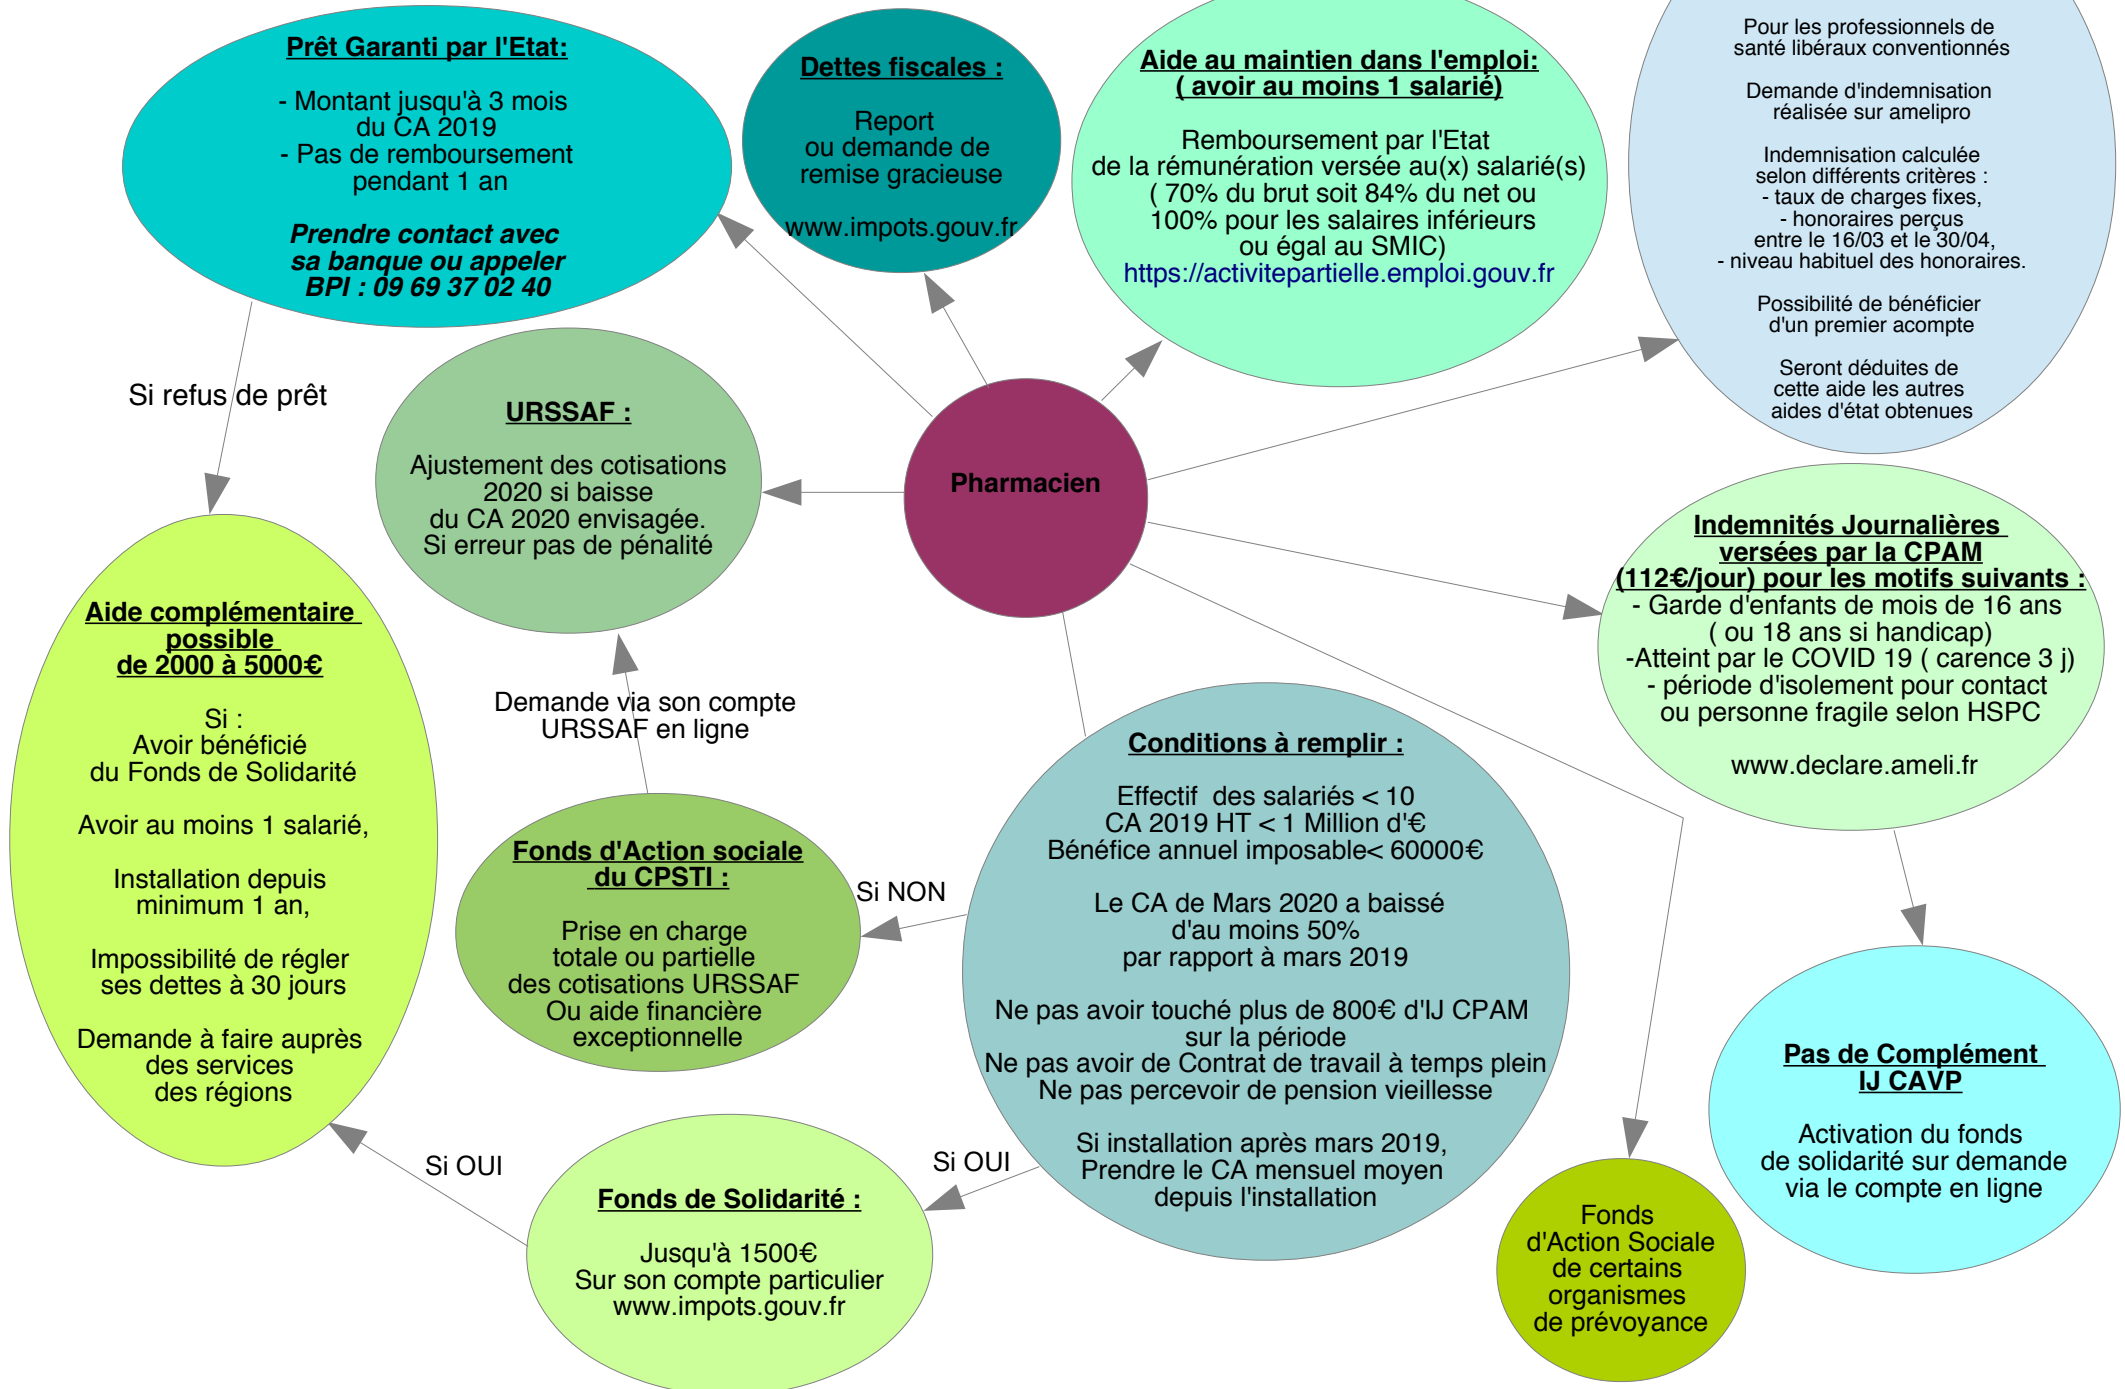 Prêt Garanti par l'Etat:
- Montant jusqu'à 3 mois
du CA 2019
- Pas de remboursement
pendant 1 an
Prendre contact avec
sa banque ou appeler
BPI : 09 69 37 02 40
Dettes fiscales :
Report
ou demande de
remise gracieuse
www.impots.gouv.fr
Aide au maintien dans l'emploi:
( avoir au moins 1 salarié)
Remboursement par l'Etat
de la rémunération versée au(x) salarié(s)
( 70% du brut soit 84% du net ou
100% pour les salaires inférieurs
ou égal au SMIC)
https://activitepartielle.emploi.gouv.fr
Pour les professionnels de
santé libéraux conventionnés
Demande d'indemnisation
réalisée sur amelipro
Indemnisation calculée
selon différents critères :
- taux de charges fixes,
- honoraires perçus
entre le 16/03 et le 30/04,
- niveau habituel des honoraires.
Possibilité de bénéficier
d'un premier acompte
Seront déduites de
cette aide les autres
aides d'état obtenues
Si refus de prêt
URSSAF :
Ajustement des cotisations
2020 si baisse
du CA 2020 envisagée.
Si erreur pas de pénalité
Pharmacien
Indemnités Journalières
versées par la CPAM
(112€/jour) pour les motifs suivants :
- Garde d'enfants de mois de 16 ans
( ou 18 ans si handicap)
-Atteint par le COVID 19 ( carence 3 j)
- période d'isolement pour contact
ou personne fragile selon HSPC
www.declare.ameli.fr
Aide complémentaire
possible
de 2000 à 5000€
Si :
Avoir bénéficié
du Fonds de Solidarité
Avoir au moins 1 salarié,
Installation depuis
minimum 1 an,
Impossibilité de régler
ses dettes à 30 jours
Demande à faire auprès
des services
des régions
Demande via son compte
URSSAF en ligne
Fonds d'Action sociale
du CPSTI :
Prise en charge
totale ou partielle
des cotisations URSSAF
Ou aide financière
exceptionnelle
Si NON
Conditions à remplir :
Effectif des salariés < 10
CA 2019 HT < 1 Million d'€
Bénéfice annuel imposable< 60000€
Le CA de Mars 2020 a baissé
d'au moins 50%
par rapport à mars 2019
Ne pas avoir touché plus de 800€ d'IJ CPAM
sur la période
Ne pas avoir de Contrat de travail à temps plein
Ne pas percevoir de pension vieillesse
Si installation après mars 2019,
Prendre le CA mensuel moyen
depuis l'installation
Si OUI
Si OUI
Fonds de Solidarité :
Jusqu'à 1500€
Sur son compte particulier
www.impots.gouv.fr
Pas de Complément
IJ CAVP
Activation du fonds
de solidarité sur demande
via le compte en ligne
Fonds
d'Action Sociale
de certains
organismes
de prévoyance